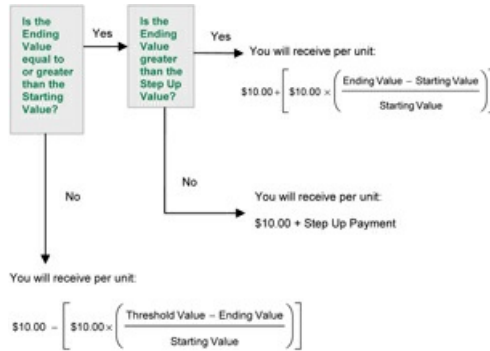 Is the
Ending
Value
equal to
or greater
than the
Starting
Value?
Yes
Is the
Ending
Value
greater
than the
Step Up
Value?
Yes
You will receive per unit:
$10.00 + [ $10.00 × ( Ending Value – Starting Value
Starting Value ) ]
No
You will receive per unit:
$10.00 + Step Up Payment
No
You will receive per unit:
$10.00 – [ $10.00 × ( Threshold Value – Ending Value
Starting Value ) ]